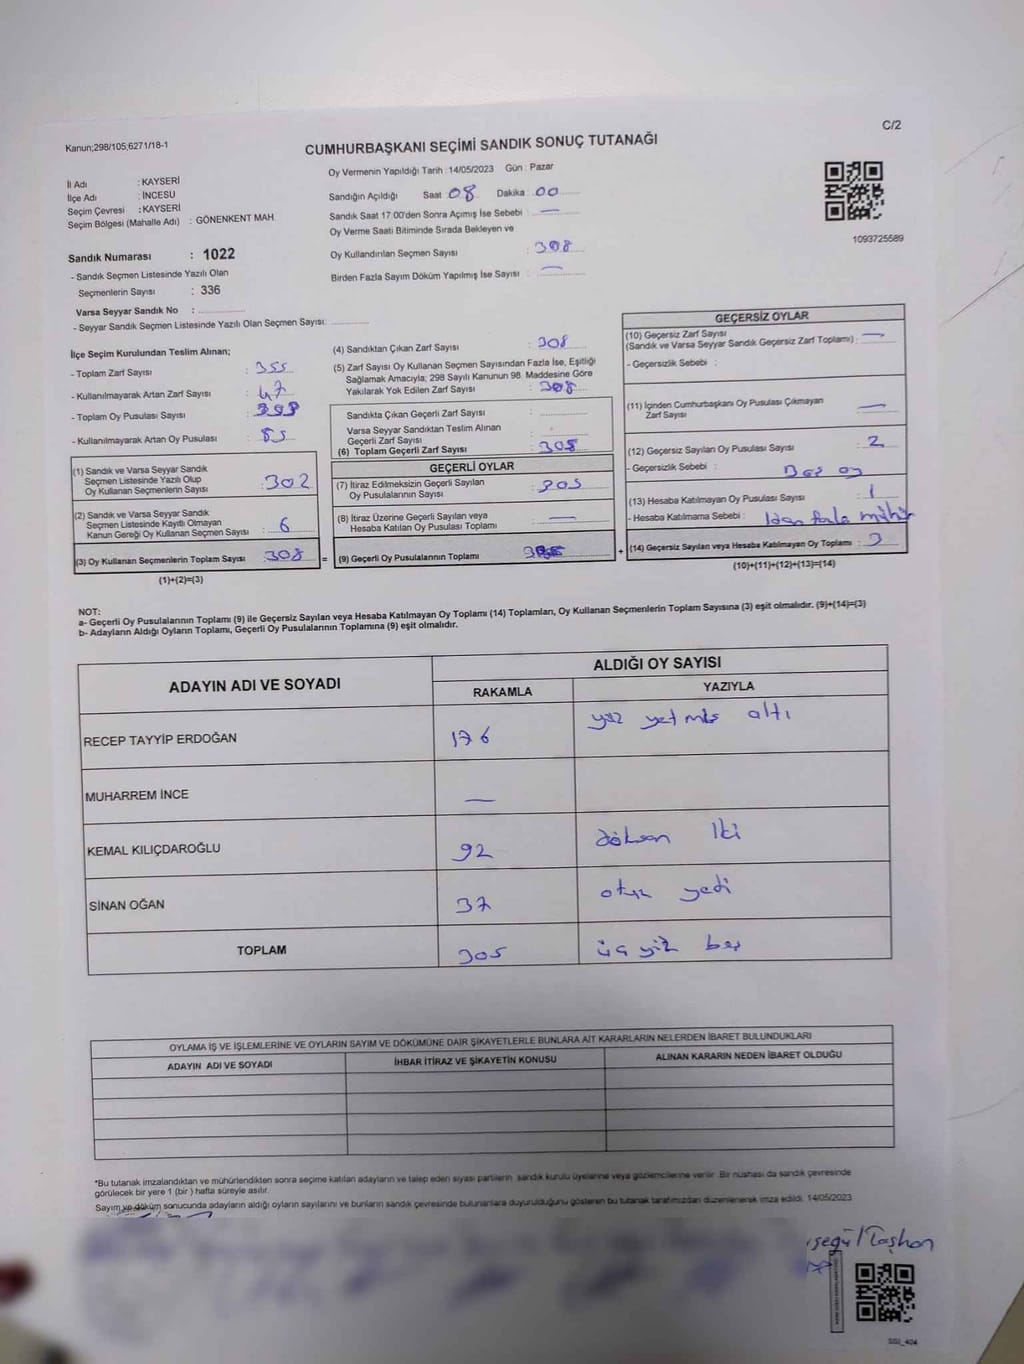 Kanun;298/105;6271/18-1
C/2
CUMHURBAŞKANI SEÇİMİ SANDIK SONUÇ TUTANAĞI
İl Adı : KAYSERİ
İlçe Adı : İNCESU
Seçim Çevresi : KAYSERİ
Seçim Bölgesi (Mahalle Adı) : GÖNENKENT MAH.
Sandık Numarası : 1022
- Sandık Seçmen Listesinde Yazılı Olan
Seçmenlerin Sayısı : 336
Varsa Seyyar Sandık No :
- Seyyar Sandık Seçmen Listesinde Yazılı Olan Seçmen Sayısı:
Oy Vermenin Yapıldığı Tarih : 14/05/2023 Gün : Pazar
Sandığın Açıldığı Saat : 08 Dakika : 00
Sandık Saat 17:00'den Sonra Açımış İse Sebebi : —
Oy Verme Saati Bitiminde Sırada Bekleyen ve
Oy Kullandırılan Seçmen Sayısı : 308
Birden Fazla Sayım Döküm Yapılmış İse Sayısı : —
1093725589
İlçe Seçim Kurulundan Teslim Alınan;
- Toplam Zarf Sayısı : 355
- Kullanılmayarak Artan Zarf Sayısı : 47
- Toplam Oy Pusulası Sayısı :
- Kullanılmayarak Artan Oy Pusulası : 85
(1) Sandık ve Varsa Seyyar Sandık
Seçmen Listesinde Yazılı Olup
Oy Kullanan Seçmenlerin Sayısı : 302
(2) Sandık ve Varsa Seyyar Sandık
Seçmen Listesinde Kayıtlı Olmayan
Kanun Gereği Oy Kullanan Seçmen Sayısı : 6
(3) Oy Kullanan Seçmenlerin Toplam Sayısı : 308
(1)+(2)=(3)
(4) Sandıktan Çıkan Zarf Sayısı : 308
(5) Zarf Sayısı Oy Kullanan Seçmen Sayısından Fazla İse, Eşitliği
Sağlamak Amacıyla; 298 Sayılı Kanunun 98. Maddesine Göre
Yakılarak Yok Edilen Zarf Sayısı : 308
Sandıkta Çıkan Geçerli Zarf Sayısı :
Varsa Seyyar Sandıktan Teslim Alınan
Geçerli Zarf Sayısı :
(6) Toplam Geçerli Zarf Sayısı : 308
=
GEÇERLİ OYLAR
(7) İtiraz Edilmeksizin Geçerli Sayılan
Oy Pusulalarının Sayısı : 305
(8) İtiraz Üzerine Geçerli Sayılan veya
Hesaba Katılan Oy Pusulası Toplamı : —
(9) Geçerli Oy Pusulalarının Toplamı :
+
GEÇERSİZ OYLAR
(10) Geçersiz Zarf Sayısı
(Sandık ve Varsa Seyyar Sandık Geçersiz Zarf Toplamı) : —
- Geçersizlik Sebebi :
(11) İçinden Cumhurbaşkanı Oy Pusulası Çıkmayan
Zarf Sayısı : —
(12) Geçersiz Sayılan Oy Pusulası Sayısı : 2
- Geçersizlik Sebebi : Boş oy
(13) Hesaba Katılmayan Oy Pusulası Sayısı : 1
- Hesaba Katılmama Sebebi : 1den fazla mühür
(14) Geçersiz Sayılan veya Hesaba Katılmayan Oy Toplamı : 3
(10)+(11)+(12)+(13)=(14)
NOT:
a- Geçerli Oy Pusulalarının Toplamı (9) ile Geçersiz Sayılan veya Hesaba Katılmayan Oy Toplamı (14) Toplamları, Oy Kullanan Seçmenlerin Toplam Sayısına (3) eşit olmalıdır. (9)+(14)=(3)
b- Adayların Aldığı Oyların Toplamı, Geçerli Oy Pusulalarının Toplamına (9) eşit olmalıdır.
ADAYIN ADI VE SOYADI ALDIĞI OY SAYISI
RAKAMLA YAZIYLA
RECEP TAYYİP ERDOĞAN 176 yüz yetmiş altı
MUHARREM İNCE —
KEMAL KILIÇDAROĞLU 92 doksan iki
SİNAN OĞAN 37 otuz yedi
TOPLAM 305 üç yüz beş
OYLAMA İŞ VE İŞLEMLERİNE VE OYLARIN SAYIM VE DÖKÜMÜNE DAİR ŞİKAYETLERLE BUNLARA AİT KARARLARIN NELERDEN İBARET BULUNDUKLARI
ADAYIN ADI VE SOYADI İHBAR İTİRAZ VE ŞİKAYETİN KONUSU ALINAN KARARIN NEDEN İBARET OLDUĞU
*Bu tutanak imzalandıktan ve mühürlendikten sonra seçime katılan adayların ve talep eden siyasi partilerin sandık kurulu üyelerine veya gözlemcilerine verilir. Bir nüshası da sandık çevresinde
görülecek bir yere 1 (bir) hafta süreyle asılır.
Sayım ve döküm sonucunda adayların aldığı oyların sayılarını ve bunların sandık çevresinde bulunanlara duyurulduğunu gösteren bu tutanak tarafımızdan düzenlenerek imza edildi. 14/05/2023
şegül Taşhan
SSI_404